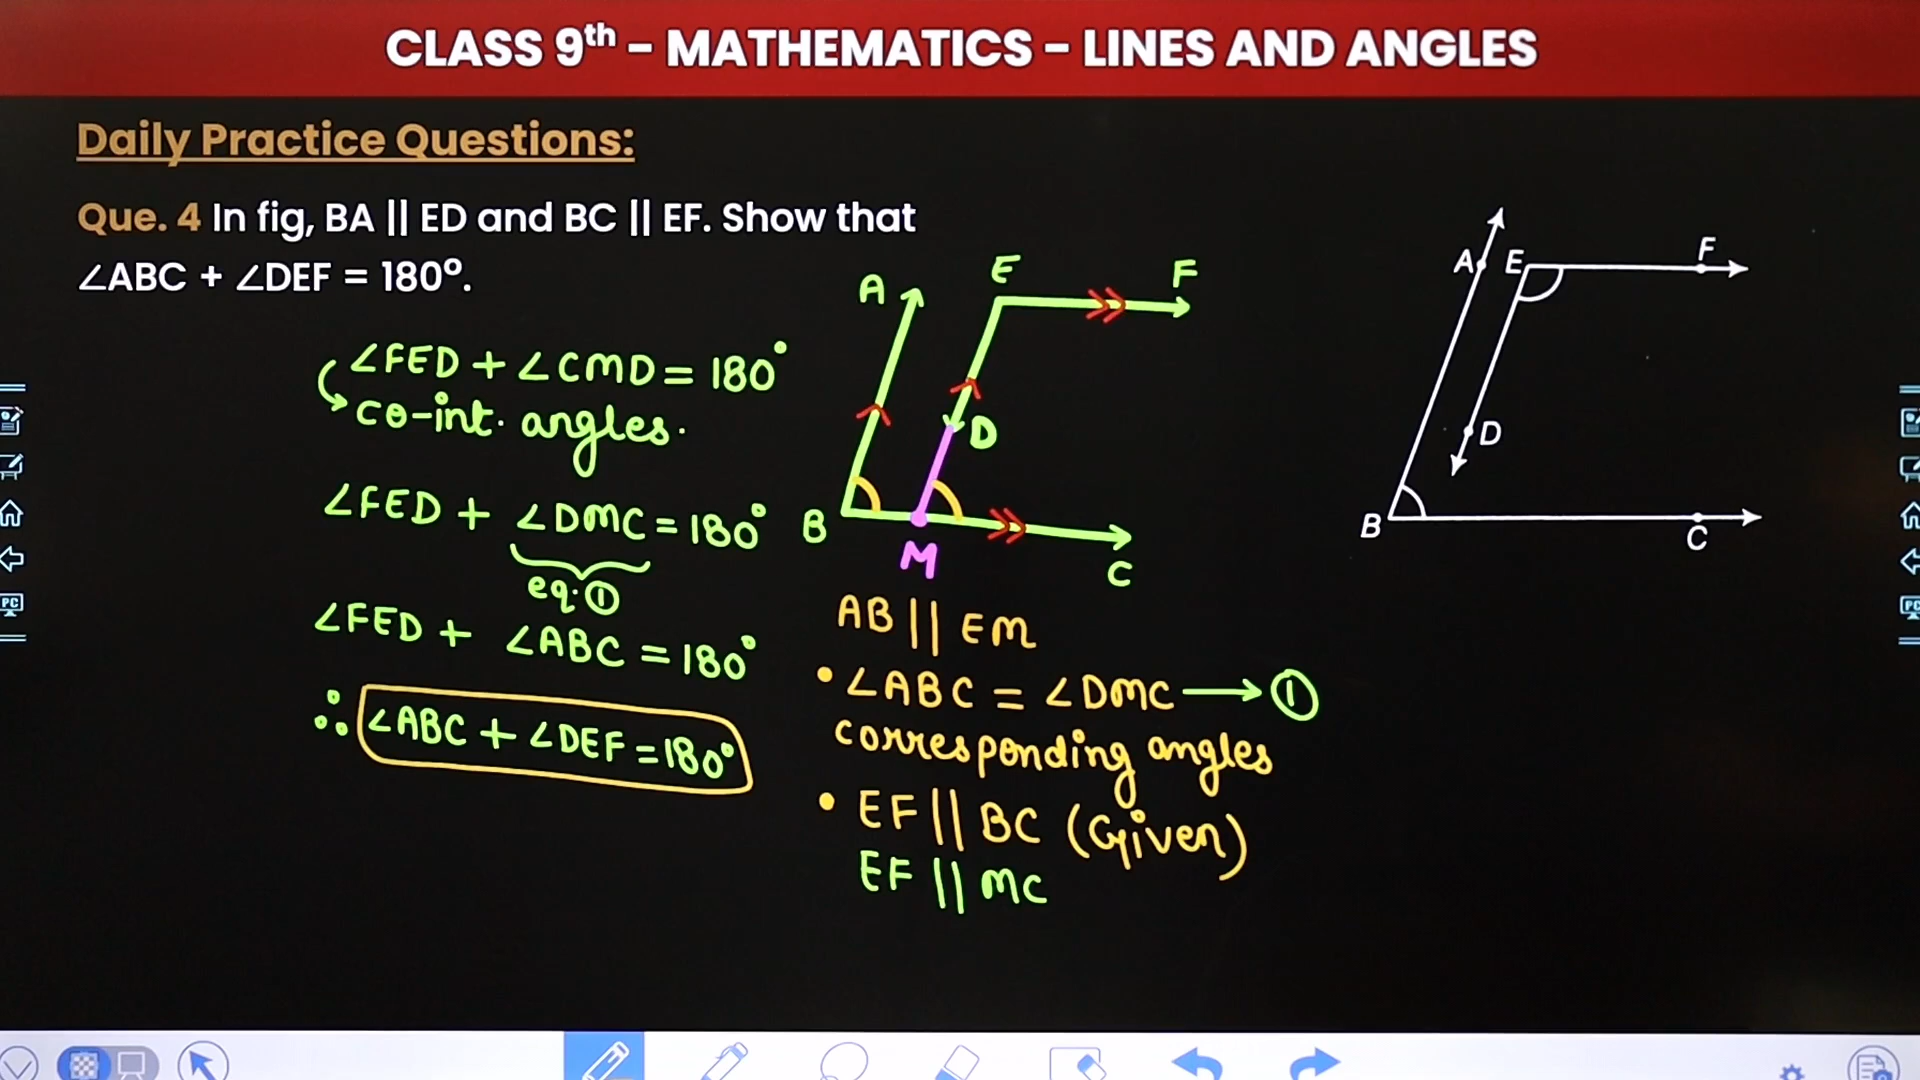 CLASS 9th – MATHEMATICS – LINES AND ANGLES
Daily Practice Questions:
Que. 4 In fig, BA || ED and BC || EF. Show that
∠ABC + ∠DEF = 180°.
∠FED + ∠CMD = 180°
co-int. angles.
∠FED + ∠DMC = 180°
eq. ①
∠FED + ∠ABC = 180°
∴ ∠ABC + ∠DEF = 180°
A
E
F
D
B
M
C
AB || EM
• ∠ABC = ∠DMC → ①
corresponding angles
• EF || BC (Given)
EF || MC
A
E
F
D
B
C
PC
PC